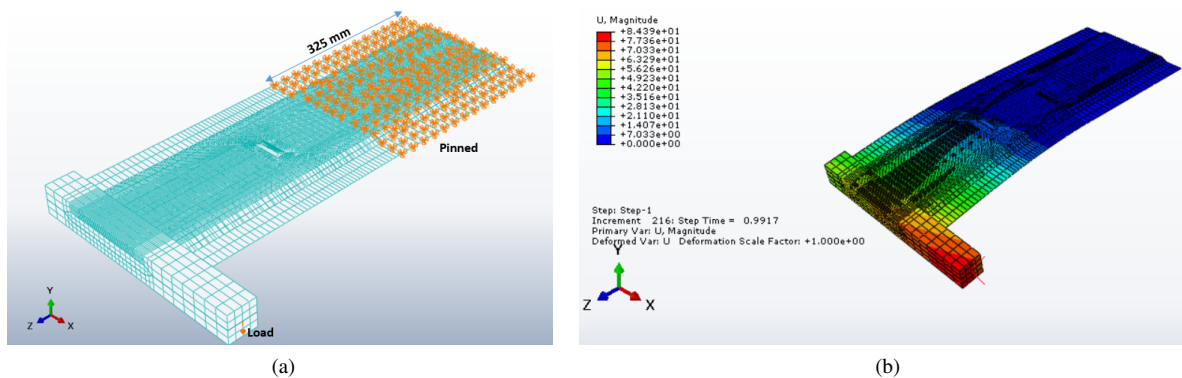 325 mm
Pinned
Load
Y
Z
X
(a)
U, Magnitude
+8.439e+01
+7.736e+01
+7.033e+01
+6.329e+01
+5.626e+01
+4.923e+01
+4.220e+01
+3.516e+01
+2.813e+01
+2.110e+01
+1.407e+01
+7.033e+00
+0.000e+00
Step: Step-1
Increment 216: Step Time = 0.9917
Primary Var: U, Magnitude
Deformed Var: U Deformation Scale Factor: +1.000e+00
Y
Z
X
(b)